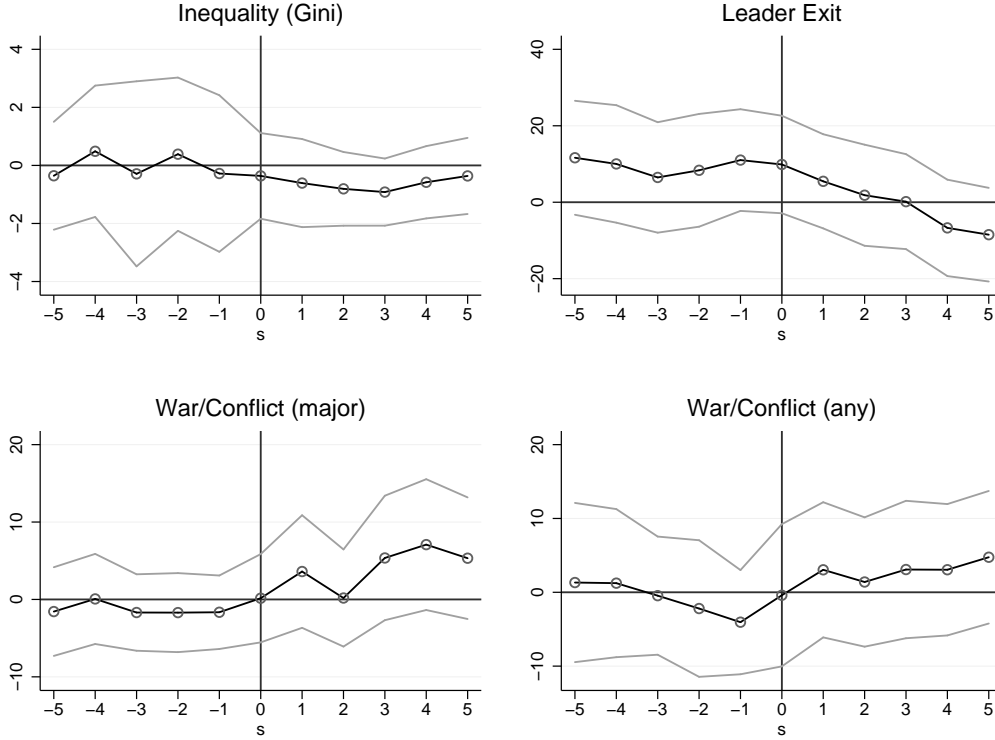 Inequality (Gini)
4
2
0
−2
−4
−5 −4 −3 −2 −1 0 1 2 3 4 5
s
Leader Exit
40
20
0
−20
−5 −4 −3 −2 −1 0 1 2 3 4 5
s
War/Conflict (major)
20
10
0
−10
−5 −4 −3 −2 −1 0 1 2 3 4 5
s
War/Conflict (any)
20
10
0
−10
−5 −4 −3 −2 −1 0 1 2 3 4 5
s